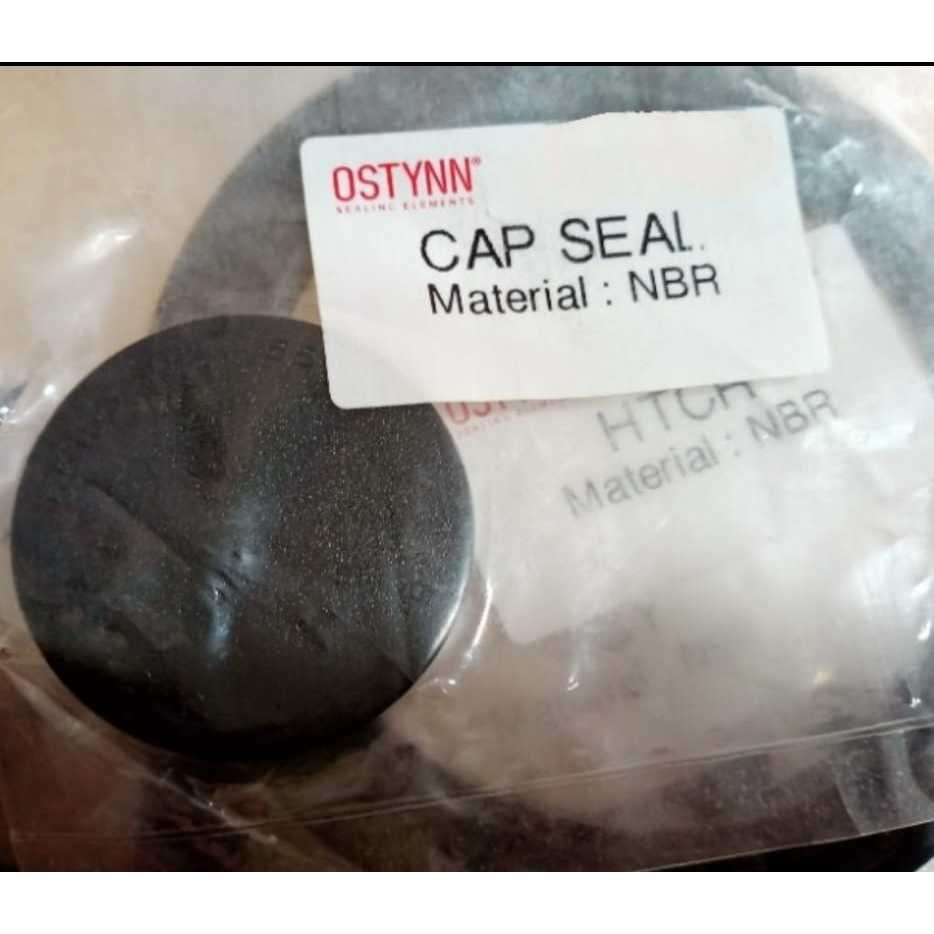 OSTYNN®
SEALING ELEMENTS
CAP SEAL
Material : NBR
HTCR
Material : NBR